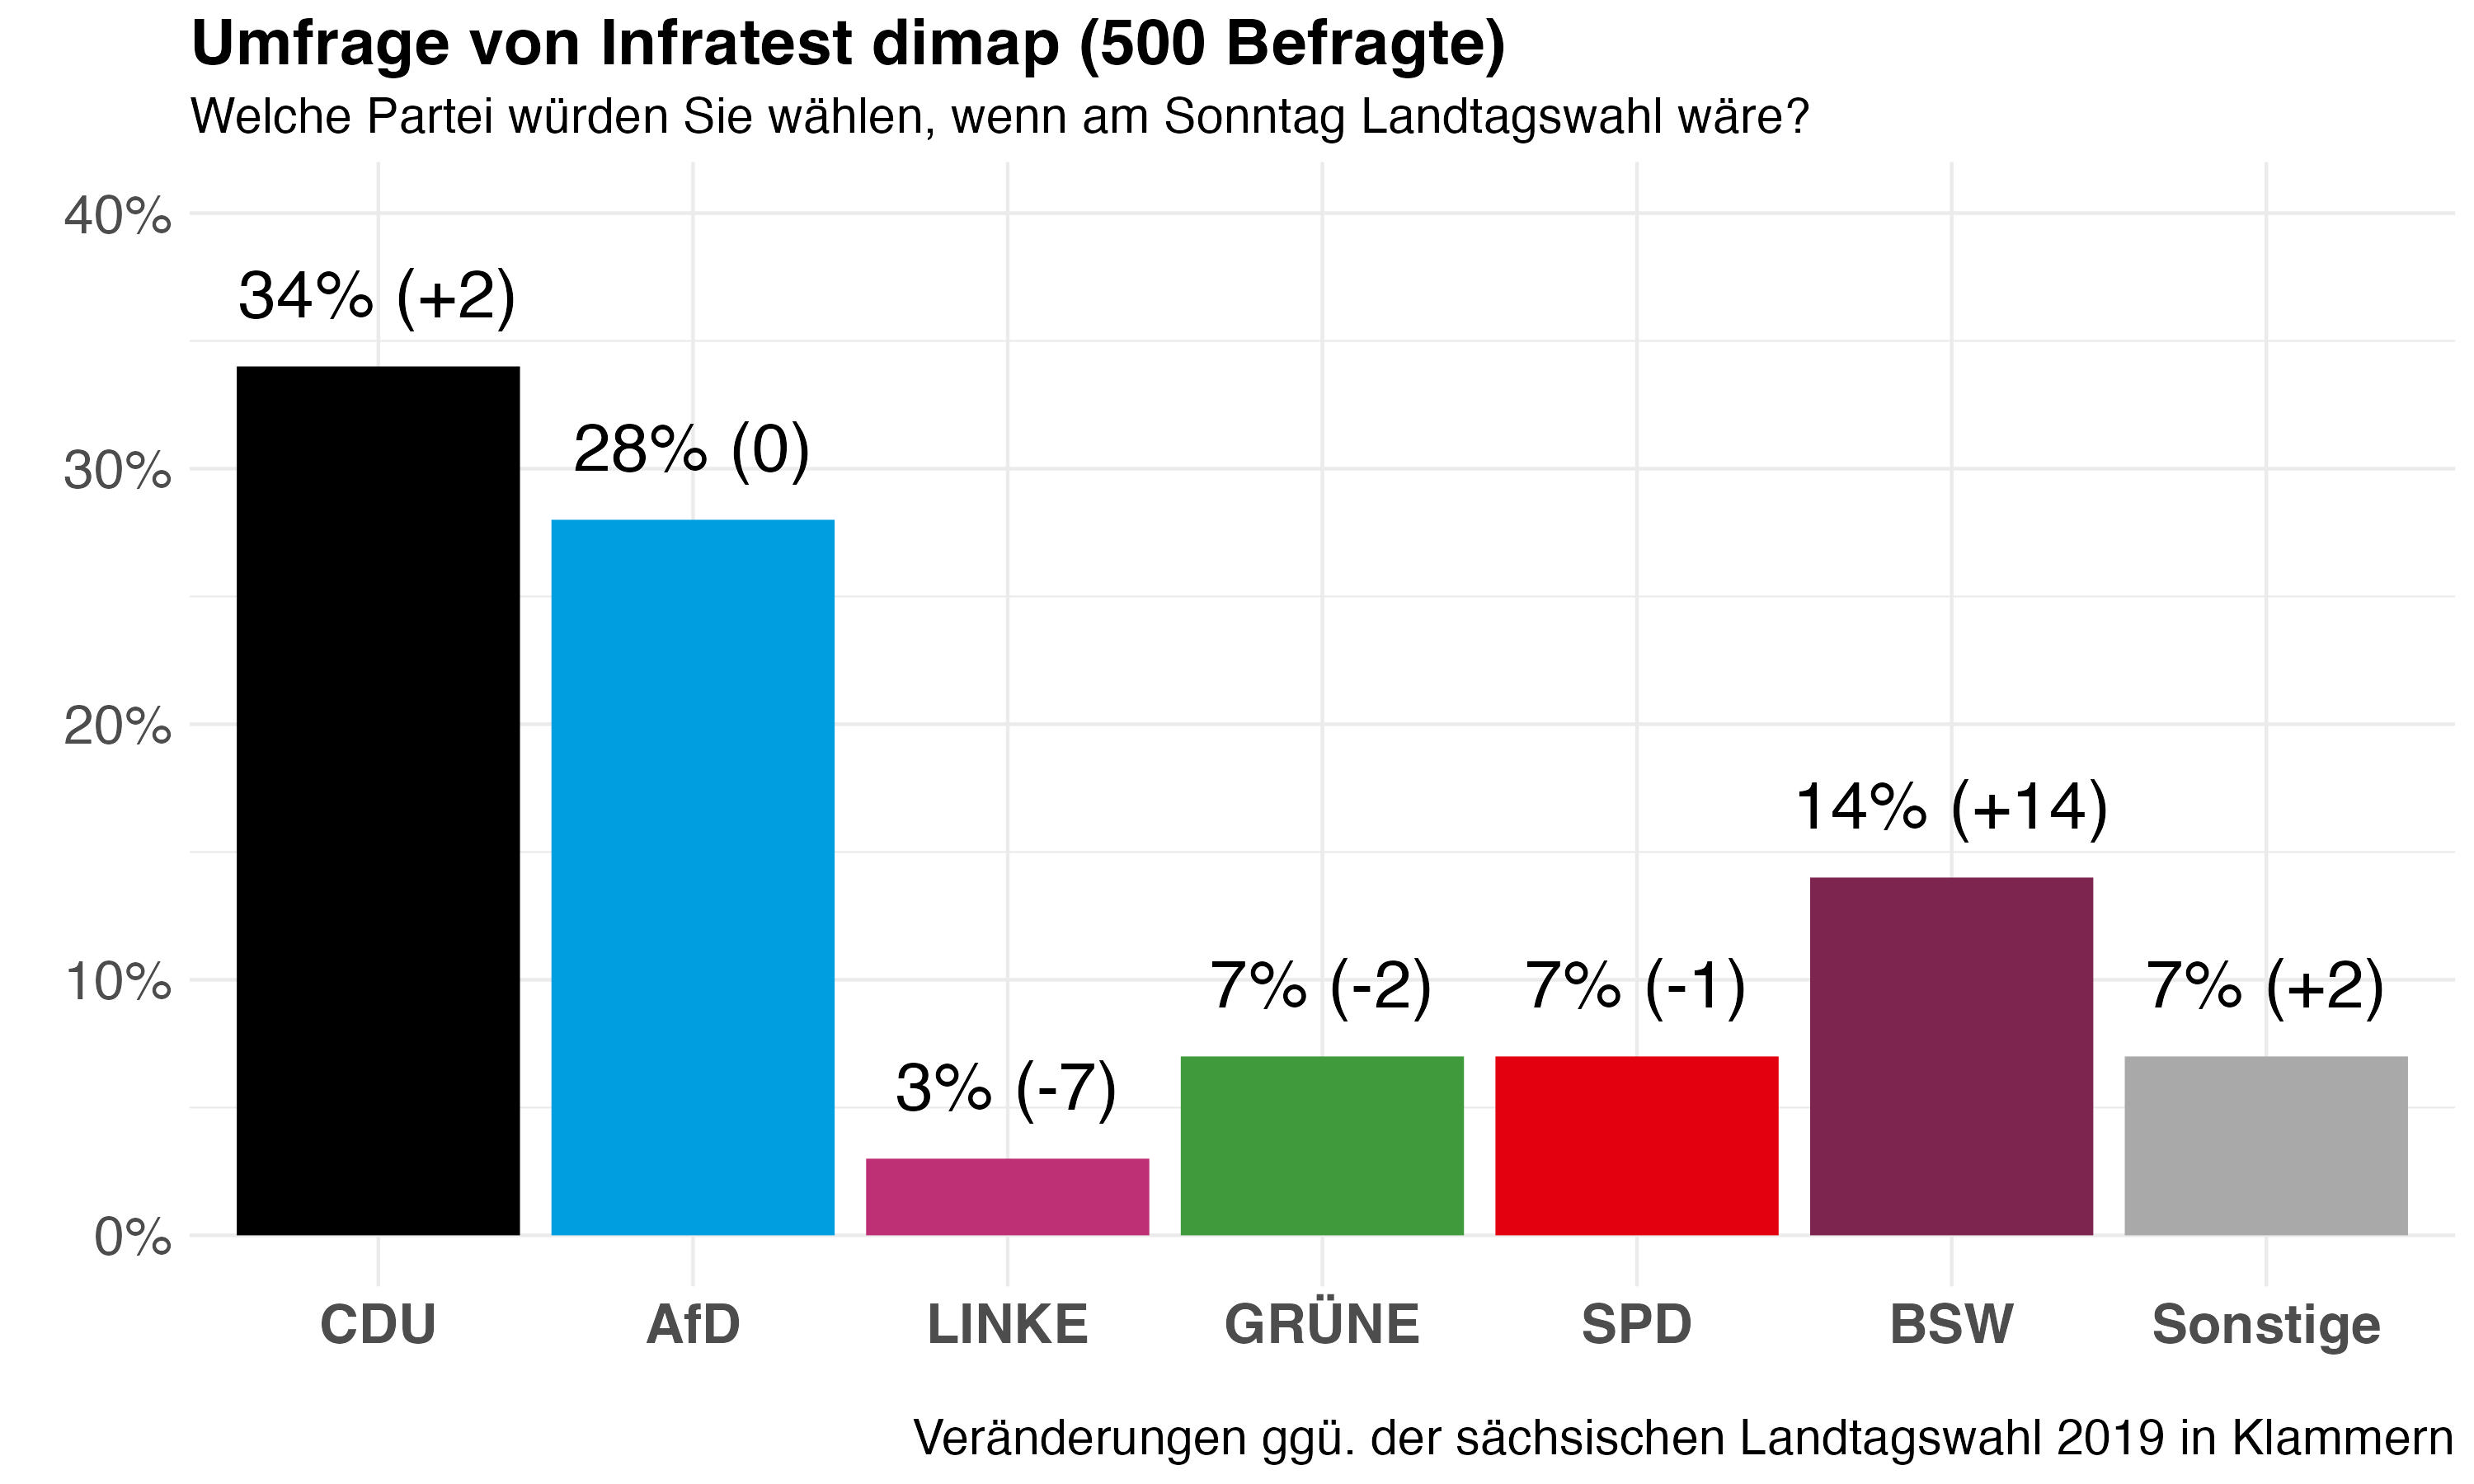 Umfrage von Infratest dimap (500 Befragte)
Welche Partei würden Sie wählen, wenn am Sonntag Landtagswahl wäre?
40%
34% (+2)
28% (0)
30%
20%
14% (+14)
10%
7% (-2)
7% (-1)
7% (+2)
3% (-7)
0%
CDU
AfD
LINKE
GRÜNE
SPD
BSW
Sonstige
Veränderungen ggü. der sächsischen Landtagswahl 2019 in Klammern